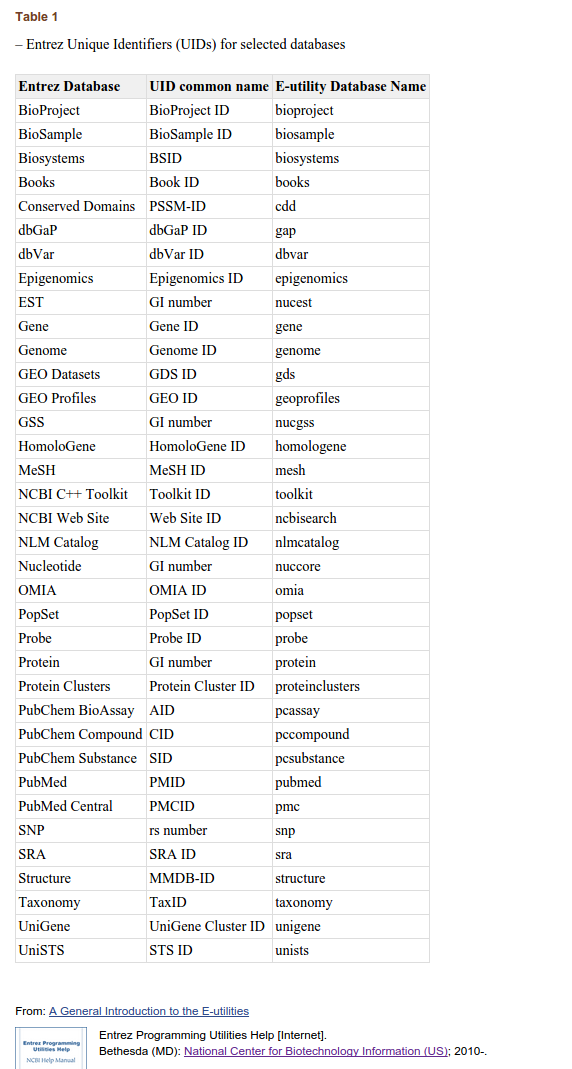 Table 1
– Entrez Unique Identifiers (UIDs) for selected databases
Entrez Database UID common name E-utility Database Name
BioProject BioProject ID bioproject
BioSample BioSample ID biosample
Biosystems BSID biosystems
Books Book ID books
Conserved Domains PSSM-ID cdd
dbGaP dbGaP ID gap
dbVar dbVar ID dbvar
Epigenomics Epigenomics ID epigenomics
EST GI number nucest
Gene Gene ID gene
Genome Genome ID genome
GEO Datasets GDS ID gds
GEO Profiles GEO ID geoprofiles
GSS GI number nucgss
HomoloGene HomoloGene ID homologene
MeSH MeSH ID mesh
NCBI C++ Toolkit Toolkit ID toolkit
NCBI Web Site Web Site ID ncbisearch
NLM Catalog NLM Catalog ID nlmcatalog
Nucleotide GI number nuccore
OMIA OMIA ID omia
PopSet PopSet ID popset
Probe Probe ID probe
Protein GI number protein
Protein Clusters Protein Cluster ID proteinclusters
PubChem BioAssay AID pcassay
PubChem Compound CID pccompound
PubChem Substance SID pcsubstance
PubMed PMID pubmed
PubMed Central PMCID pmc
SNP rs number snp
SRA SRA ID sra
Structure MMDB-ID structure
Taxonomy TaxID taxonomy
UniGene UniGene Cluster ID unigene
UniSTS STS ID unists
From: A General Introduction to the E-utilities
Entrez Programming
Utilities Help
NCBI Help Manual
Entrez Programming Utilities Help [Internet].
Bethesda (MD): National Center for Biotechnology Information (US); 2010-.